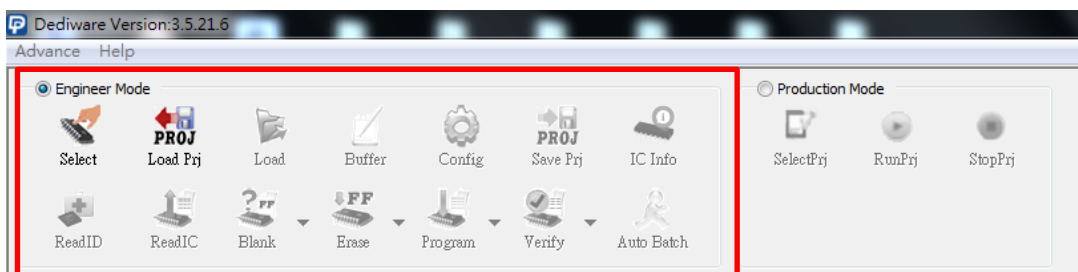 Dediware Version:3.5.21.6
Advance Help
Engineer Mode
PROJ
PROJ
Select Load Prj Load Buffer Config Save Prj IC Info
? FF
FF
ReadID ReadIC Blank Erase Program Verify Auto Batch
Production Mode
SelectPrj RunPrj StopPrj